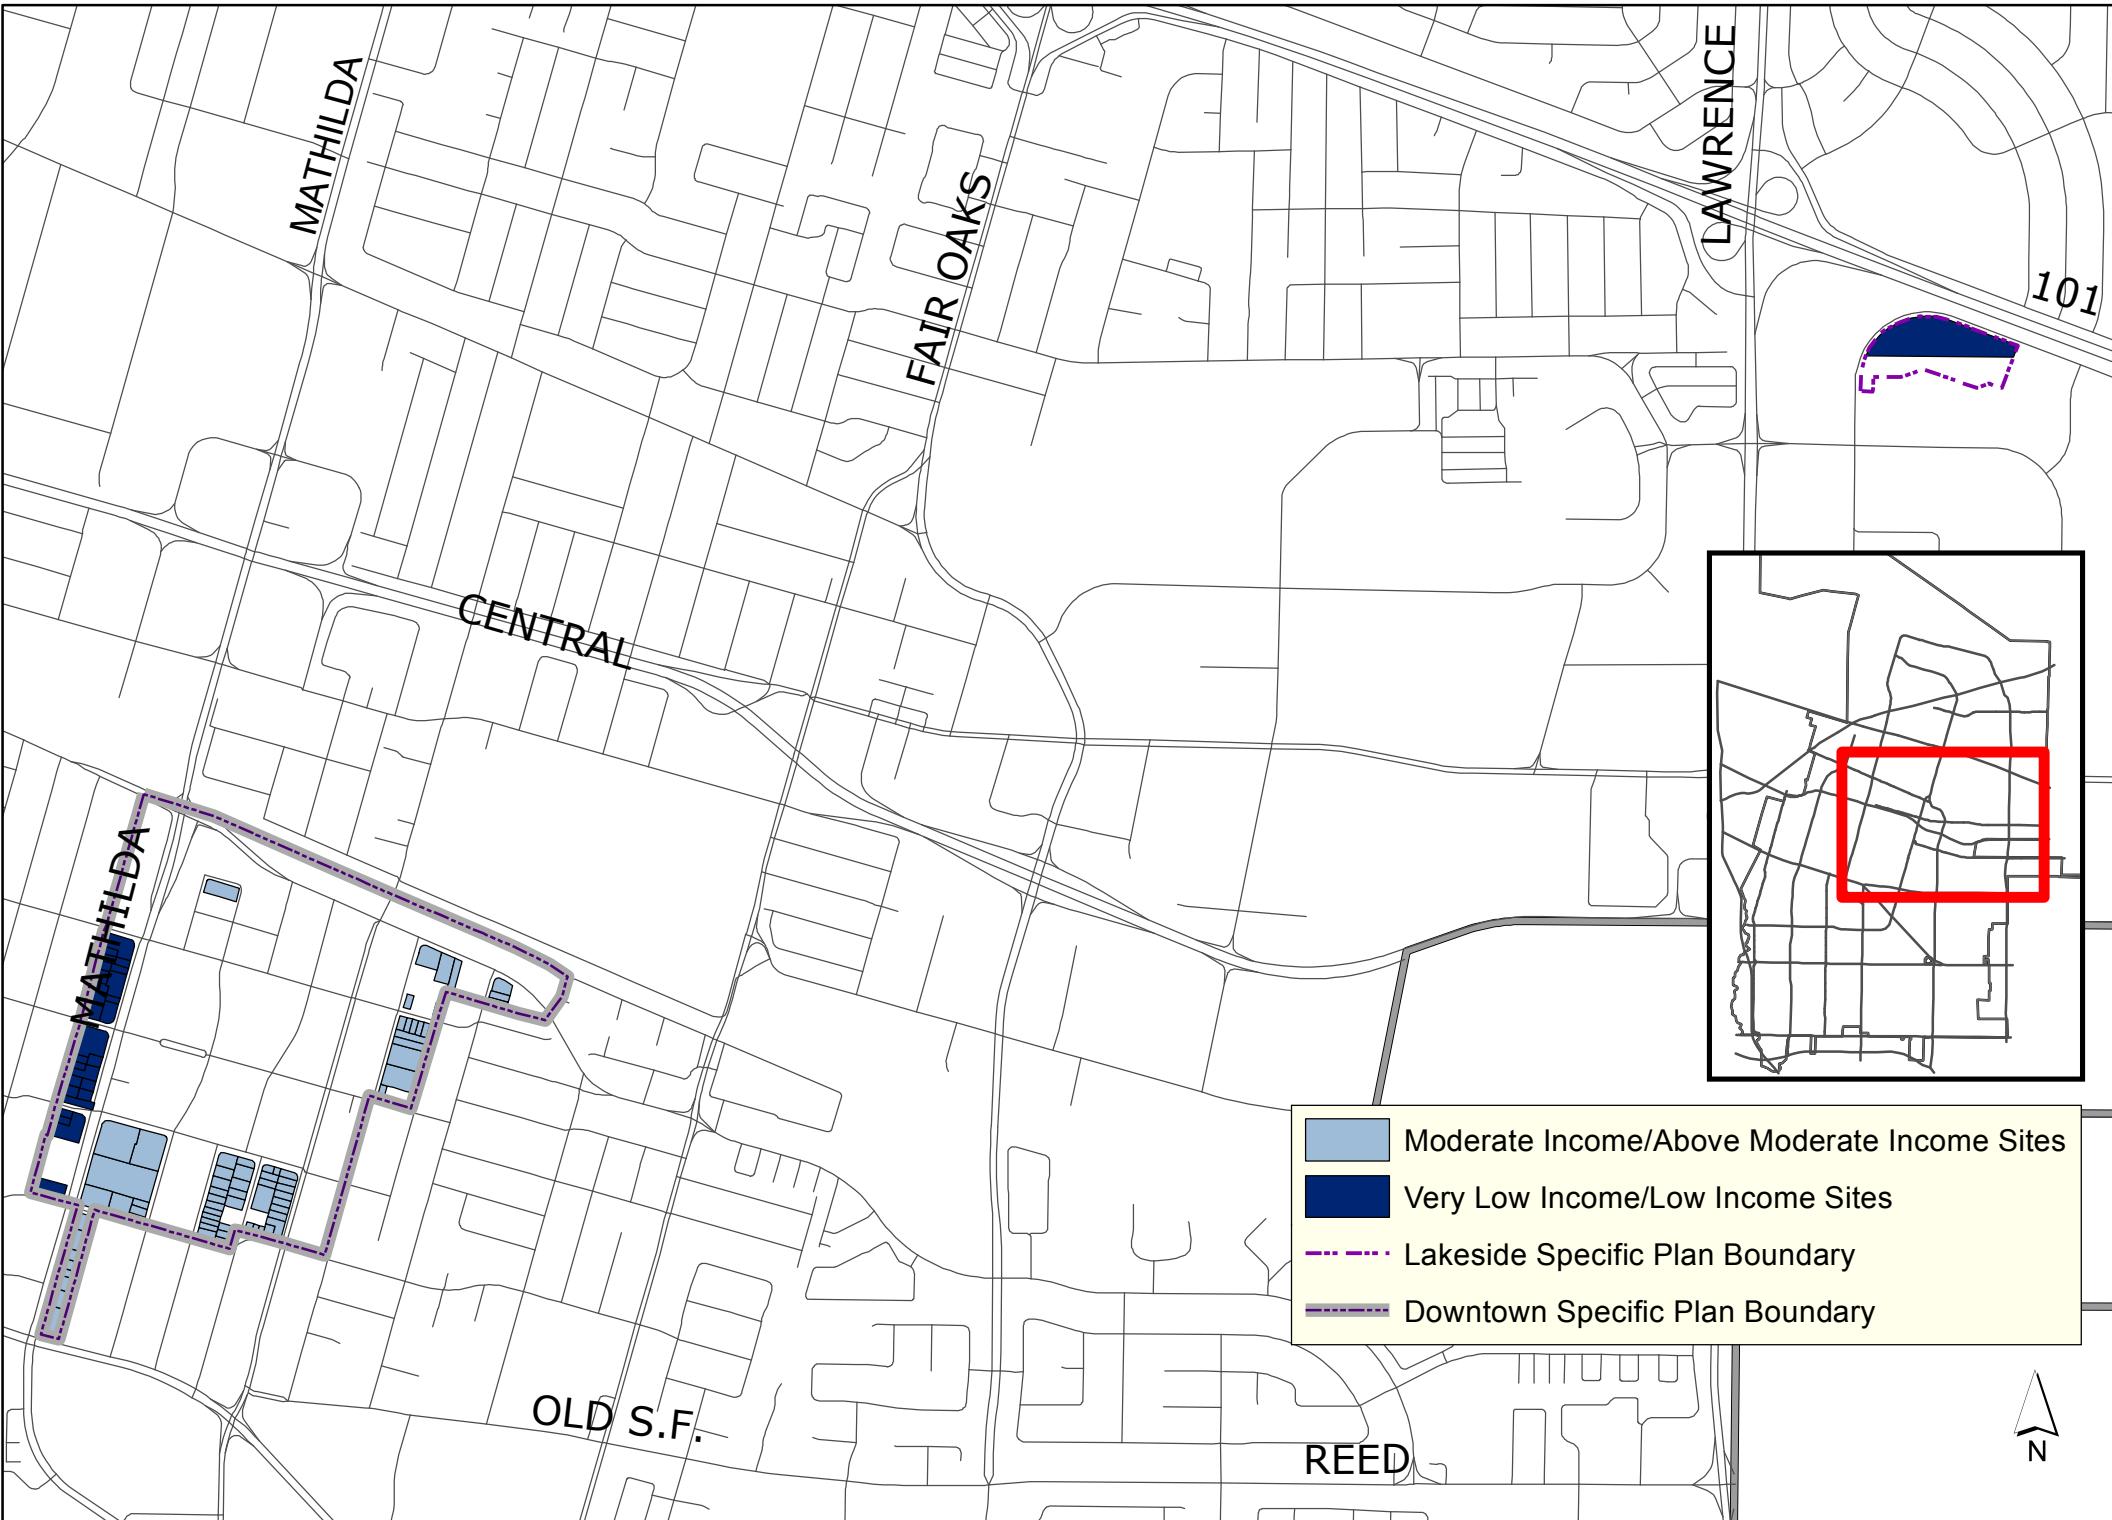 LAWRENCE
MATHILDA
FAIR OAKS
101
CENTRAL
MATHILDA
Moderate Income/Above Moderate Income Sites
Very Low Income/Low Income Sites
Lakeside Specific Plan Boundary
Downtown Specific Plan Boundary
OLD S.F.
REED
N